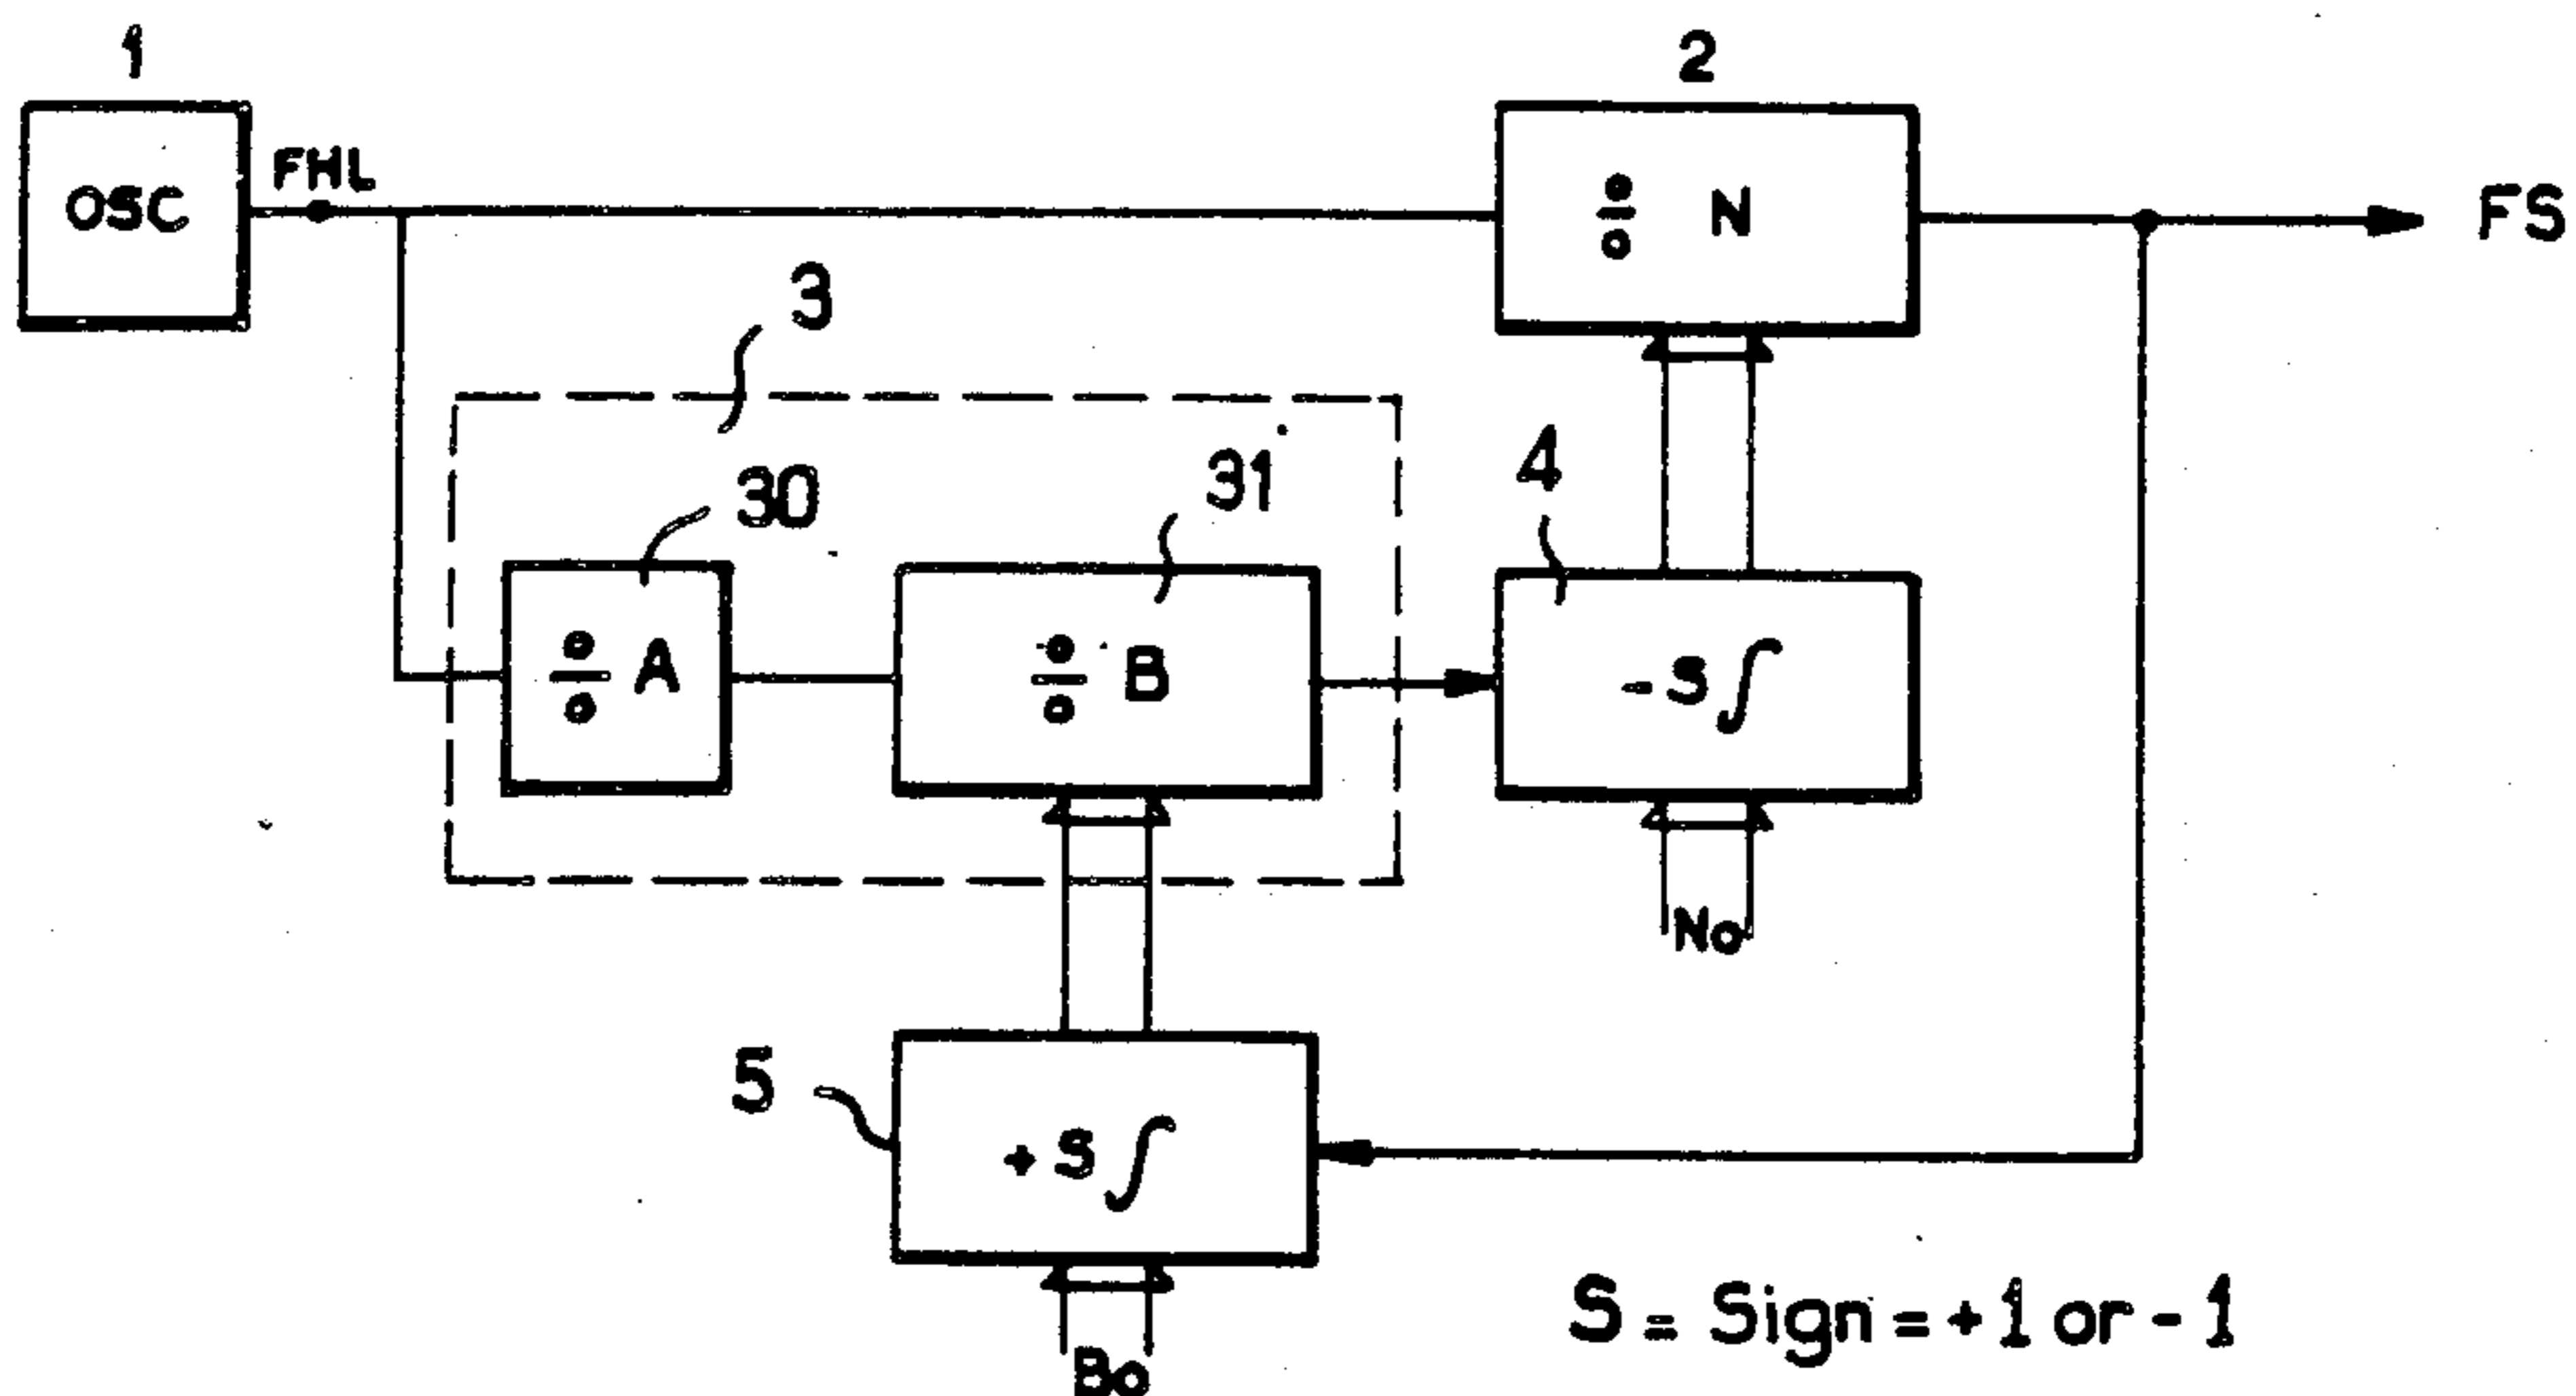 1
2
OSC
FHL
÷ N
FS
3
30
31
4
÷ A
÷ B
- S ∫
No
5
+ S ∫
Bo
S = Sign = + 1 or - 1